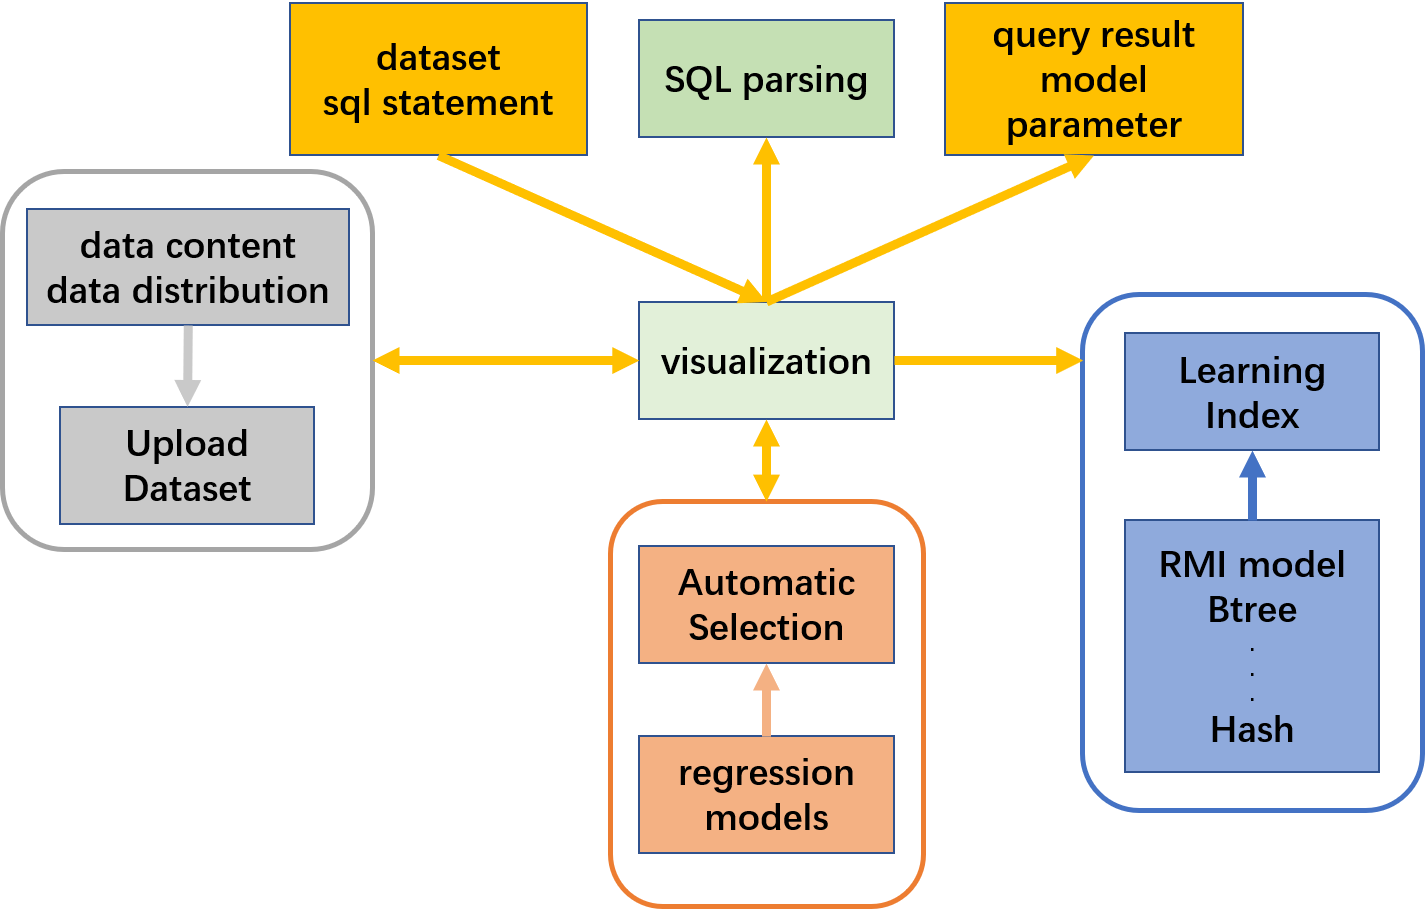 dataset
sql statement
SQL parsing
query result
model
parameter
data content
data distribution
Upload
Dataset
visualization
Learning
Index
RMI model
Btree
.
.
.
Hash
Automatic
Selection
regression
models